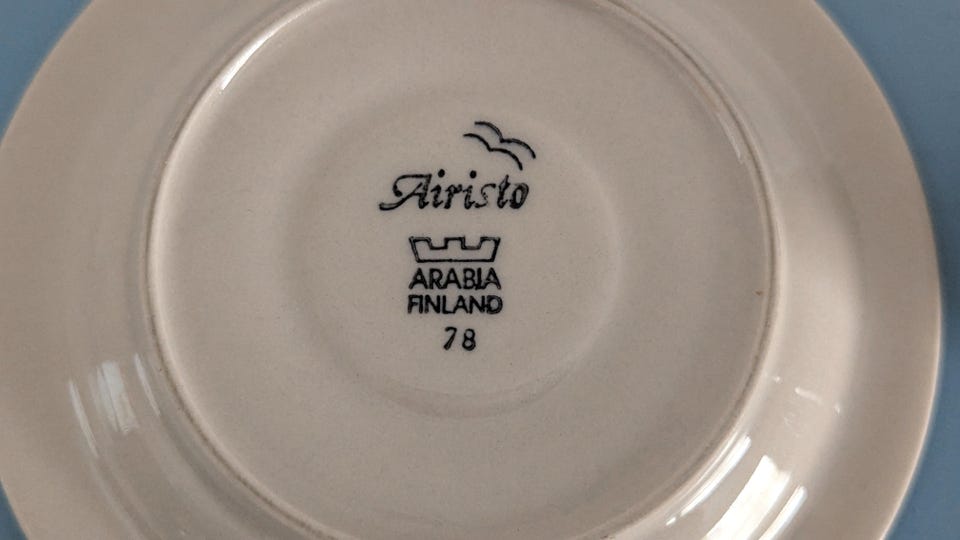 Airisto
ARABIA
FINLAND
78